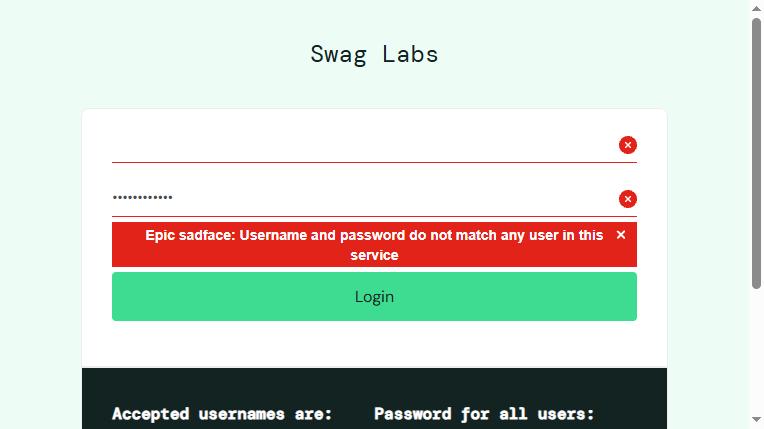 Swag Labs
••••••••••••
Epic sadface: Username and password do not match any user in this
service
Login
Accepted usernames are:
Password for all users: